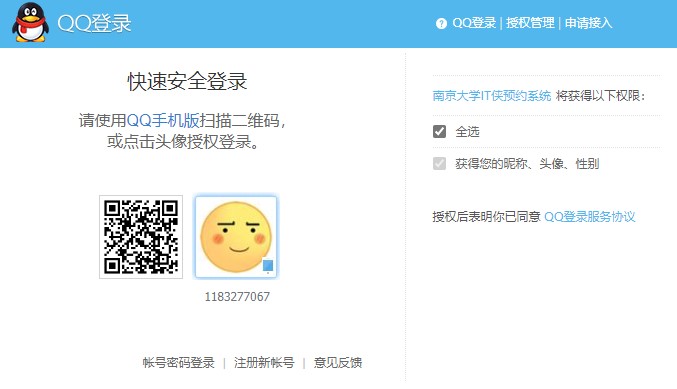 QQ登录
QQ登录 | 授权管理 | 申请接入
快速安全登录
请使用QQ手机版扫描二维码，
或点击头像授权登录。
1183277067
帐号密码登录 | 注册新帐号 | 意见反馈
南京大学IT侠预约系统 将获得以下权限：
全选
获得您的昵称、头像、性别
授权后表明你已同意 QQ登录服务协议